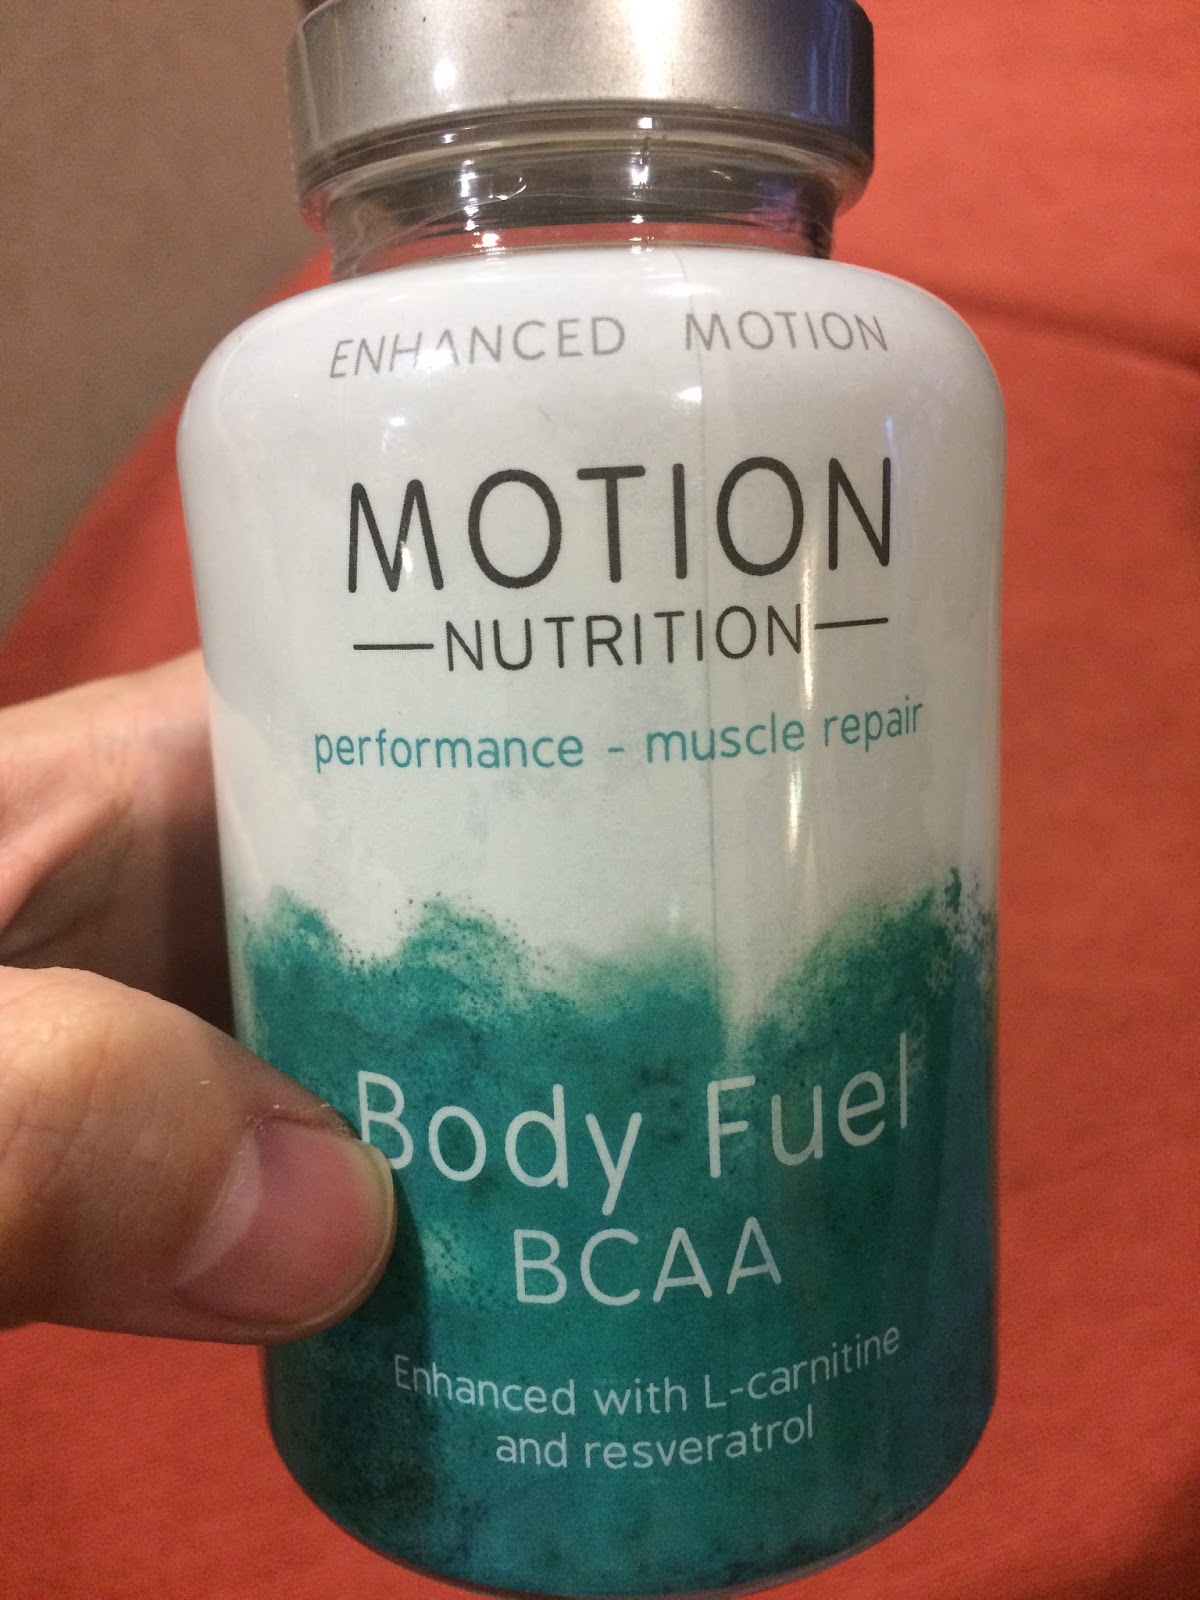 ENHANCED MOTION
MOTION
NUTRITION
performance - muscle repair
Body Fuel
BCAA
Enhanced with L-carnitine
and resveratrol